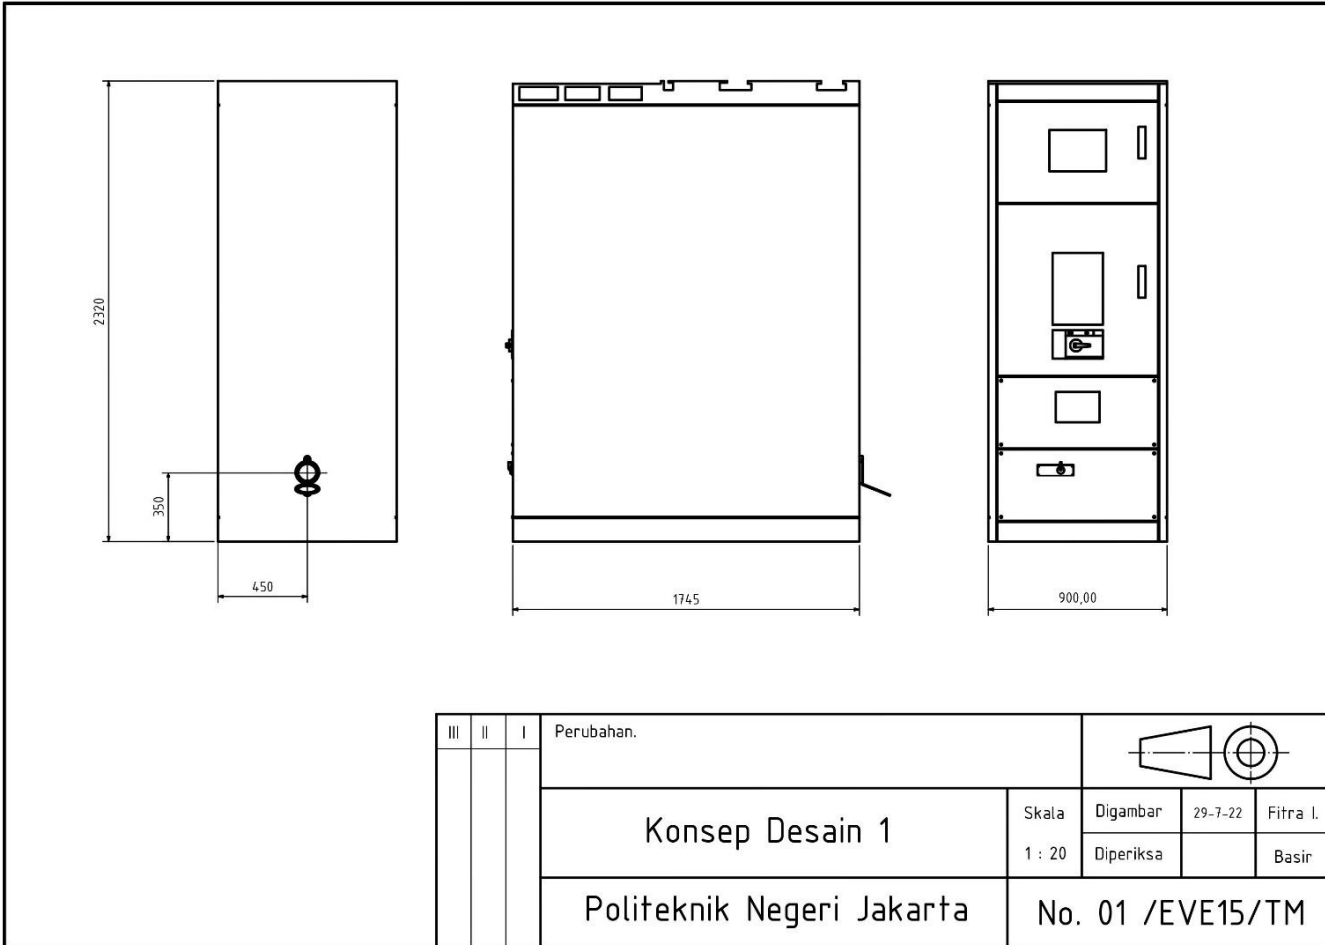 2320
350
450
1745
900,00
III II I Perubahan.
Konsep Desain 1
Skala
1 : 20
Digambar 29-7-22 Fitra I.
Diperiksa Basir
Politeknik Negeri Jakarta
No. 01 /EVE15/TM